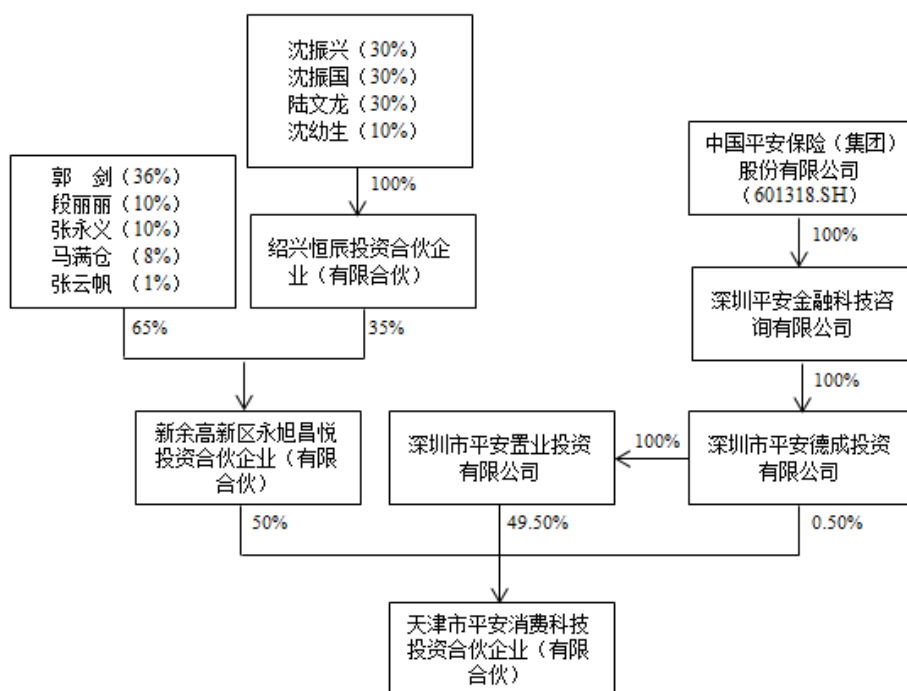 沈振兴（30%）
沈振国（30%）
陆文龙（30%）
沈幼生（10%）
郭　剑（36%）
段丽丽（10%）
张永义（10%）
马满仓　（8%）
张云帆　（1%）
中国平安保险（集团）
股份有限公司
（601318.SH）
100%
100%
绍兴恒辰投资合伙企
业（有限合伙）
深圳平安金融科技咨
询有限公司
65%
35%
100%
新余高新区永旭昌悦
投资合伙企业（有限
合伙）
深圳市平安置业投资
有限公司
100%
深圳市平安德成投资
有限公司
50%
49.50%
0.50%
天津市平安消费科技
投资合伙企业（有限
合伙）